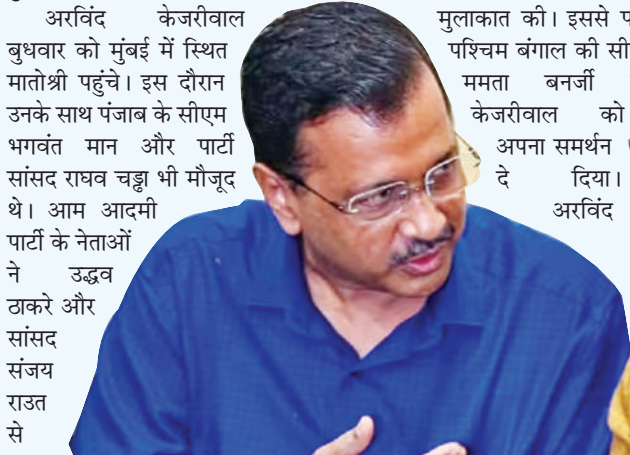 अरविंद केजरीवाल
बुधवार को मुंबई में स्थित
मातोश्री पहुंचे। इस दौरान
उनके साथ पंजाब के सीएम
भगवंत मान और पार्टी
सांसद राघव चड्ढा भी मौजूद
थे। आम आदमी
पार्टी के नेताओं
ने उद्धव
ठाकरे और
सांसद
संजय
राउत
से
मुलाकात की। इससे
पश्चिम बंगाल की
ममता बनर्जी
केजरीवाल को
अपना समर्थन
दे दिया।
अरविंद